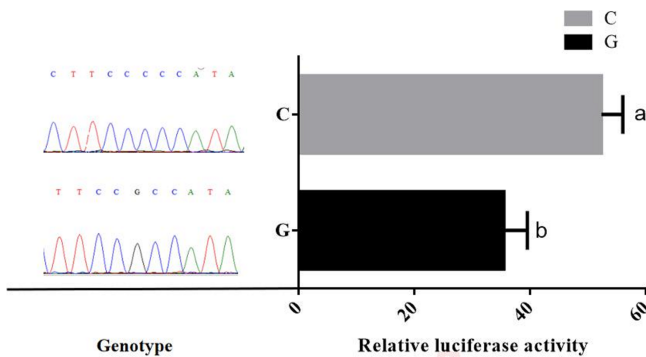 C
G
C T T C C C C C A T A
C
a
T T C C G C C A T A
G
b
0
20
40
60
Genotype
Relative luciferase activity